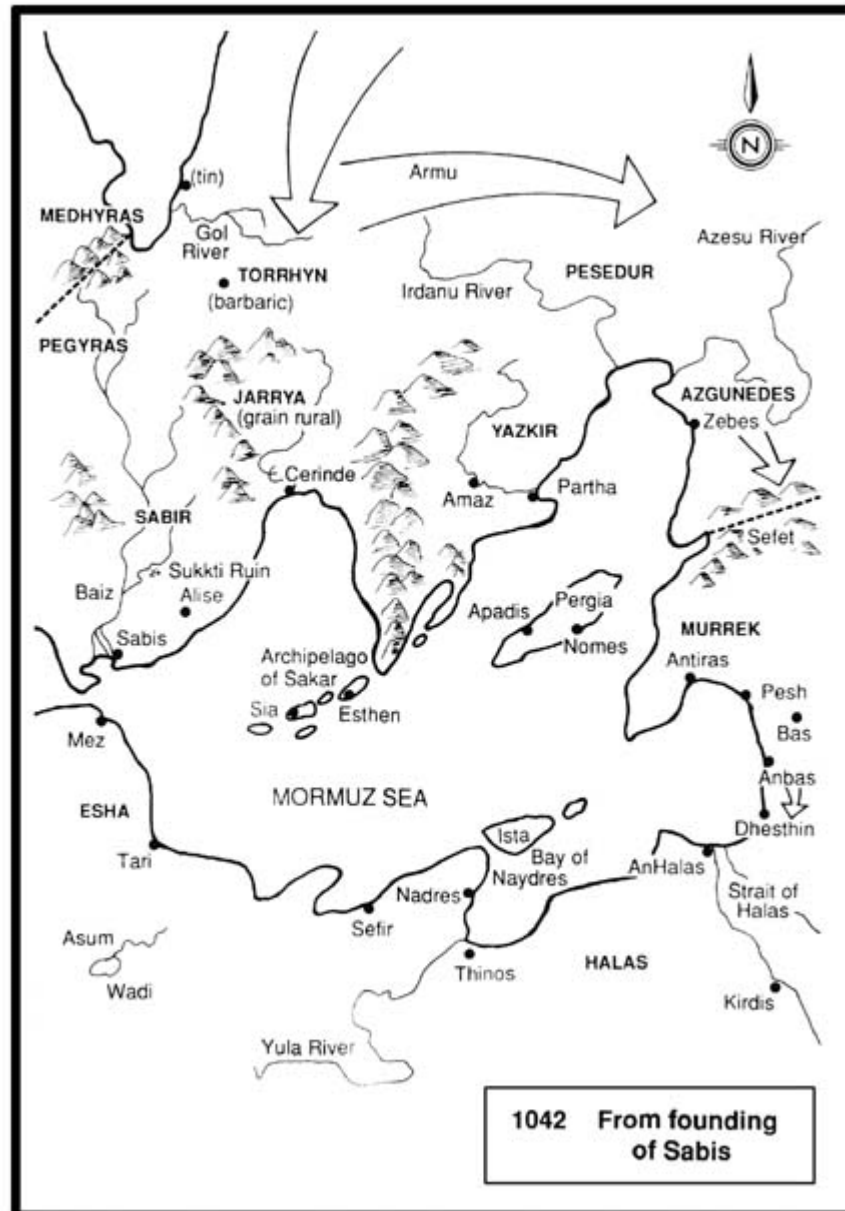 N
(tin)
Armu
MEDHYRAS
Gol
River
Azesu River
TORRHYN
(barbaric)
PESEDUR
Irdanu River
PEGYRAS
JARRYA
(grain rural)
AZGUNEDES
Zebes
YAZKIR
Cerinde
Amaz
Partha
SABIR
Sefet
Sukkti Ruin
Baiz
Alise
Apadis
Pergia
Nomes
MURREK
Sabis
Archipelago
of Sakar
Antiras
Pesh
Sia
Esthen
Bas
Mez
Anbas
MORMUZ SEA
ESHA
Dhesthin
Ista
Tari
Bay of
Naydres
AnHalas
Nadres
Strait of
Halas
Sefir
Asum
Wadi
Thinos
HALAS
Kirdis
Yula River
1042 From founding
of Sabis